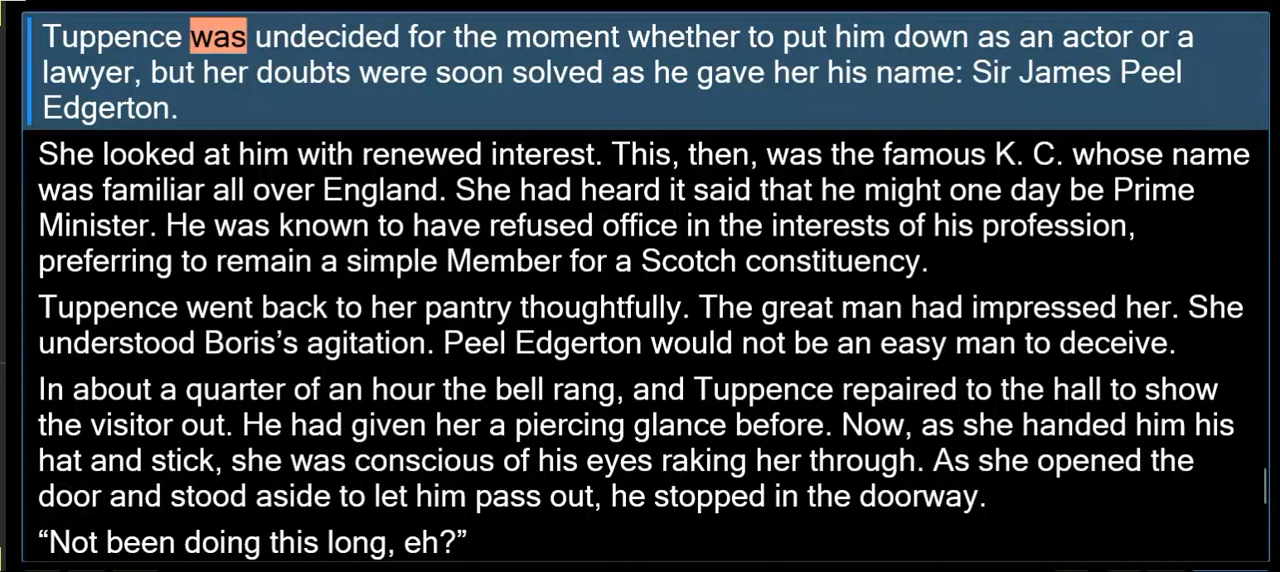 Tuppence was undecided for the moment whether to put him down as an actor or a
lawyer, but her doubts were soon solved as he gave her his name: Sir James Peel
Edgerton.
She looked at him with renewed interest. This, then, was the famous K. C. whose name
was familiar all over England. She had heard it said that he might one day be Prime
Minister. He was known to have refused office in the interests of his profession,
preferring to remain a simple Member for a Scotch constituency.
Tuppence went back to her pantry thoughtfully. The great man had impressed her. She
understood Boris’s agitation. Peel Edgerton would not be an easy man to deceive.
In about a quarter of an hour the bell rang, and Tuppence repaired to the hall to show
the visitor out. He had given her a piercing glance before. Now, as she handed him his
hat and stick, she was conscious of his eyes raking her through. As she opened the
door and stood aside to let him pass out, he stopped in the doorway.
“Not been doing this long, eh?”